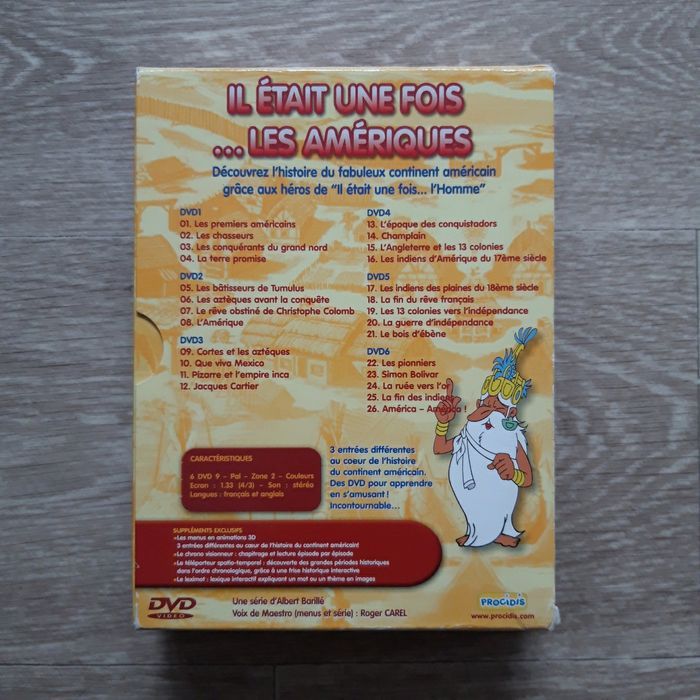 IL ÉTAIT UNE FOIS
... LES AMÉRIQUES
Découvrez l'histoire du fabuleux continent américain
grâce aux héros de "Il était une fois... l'Homme"
DVD1
01. Les premiers américains
02. Les chasseurs
03. Les conquérants du grand nord
04. La terre promise
DVD2
05. Les bâtisseurs de Tumulus
06. Les aztèques avant la conquête
07. Le rêve obstiné de Christophe Colomb
08. L'Amérique
DVD3
09. Cortes et les aztéques
10. Que viva Mexico
11. Pizarre et l'empire inca
12. Jacques Cartier
DVD4
13. L'époque des conquistadors
14. Champlain
15. L'Angleterre et les 13 colonies
16. Les indiens d'Amérique du 17ème siècle
DVD5
17. Les indiens des plaines du 18ème siècle
18. La fin du rêve français
19. Les 13 colonies vers l'indépendance
20. La guerre d'indépendance
21. Le bois d'ébène
DVD6
22. Les pionniers
23. Simon Bolivar
24. La ruée vers l'or
25. La fin des indiens
26. América – América !
CARACTÉRISTIQUES
6 DVD 9 – Pal – Zone 2 – Couleurs
Ecran : 1.33 (4/3) – Son : stéréo
Langues : français et anglais
3 entrées différentes
au coeur de l'histoire
du continent américain.
Des DVD pour apprendre
en s'amusant !
Incontournable...
SUPPLÉMENTS EXCLUSIFS
•Les menus en animations 3D
3 entrées différentes au cœur de l'histoire du continent américain!
•Le chrono visionneur : chapitrage et lecture épisode par épisode
•Le téléporteur spatio-temporel : découverte des grandes périodes historiques
dans l'ordre chronologique, grâce à une frise historique interactive
•Le leximot : lexique interactif expliquant un mot ou un thème en images
DVD
VIDEO
Une série d'Albert Barillé
Voix de Maestro (menus et série) : Roger CAREL
PROCIDIS
www.procidis.com